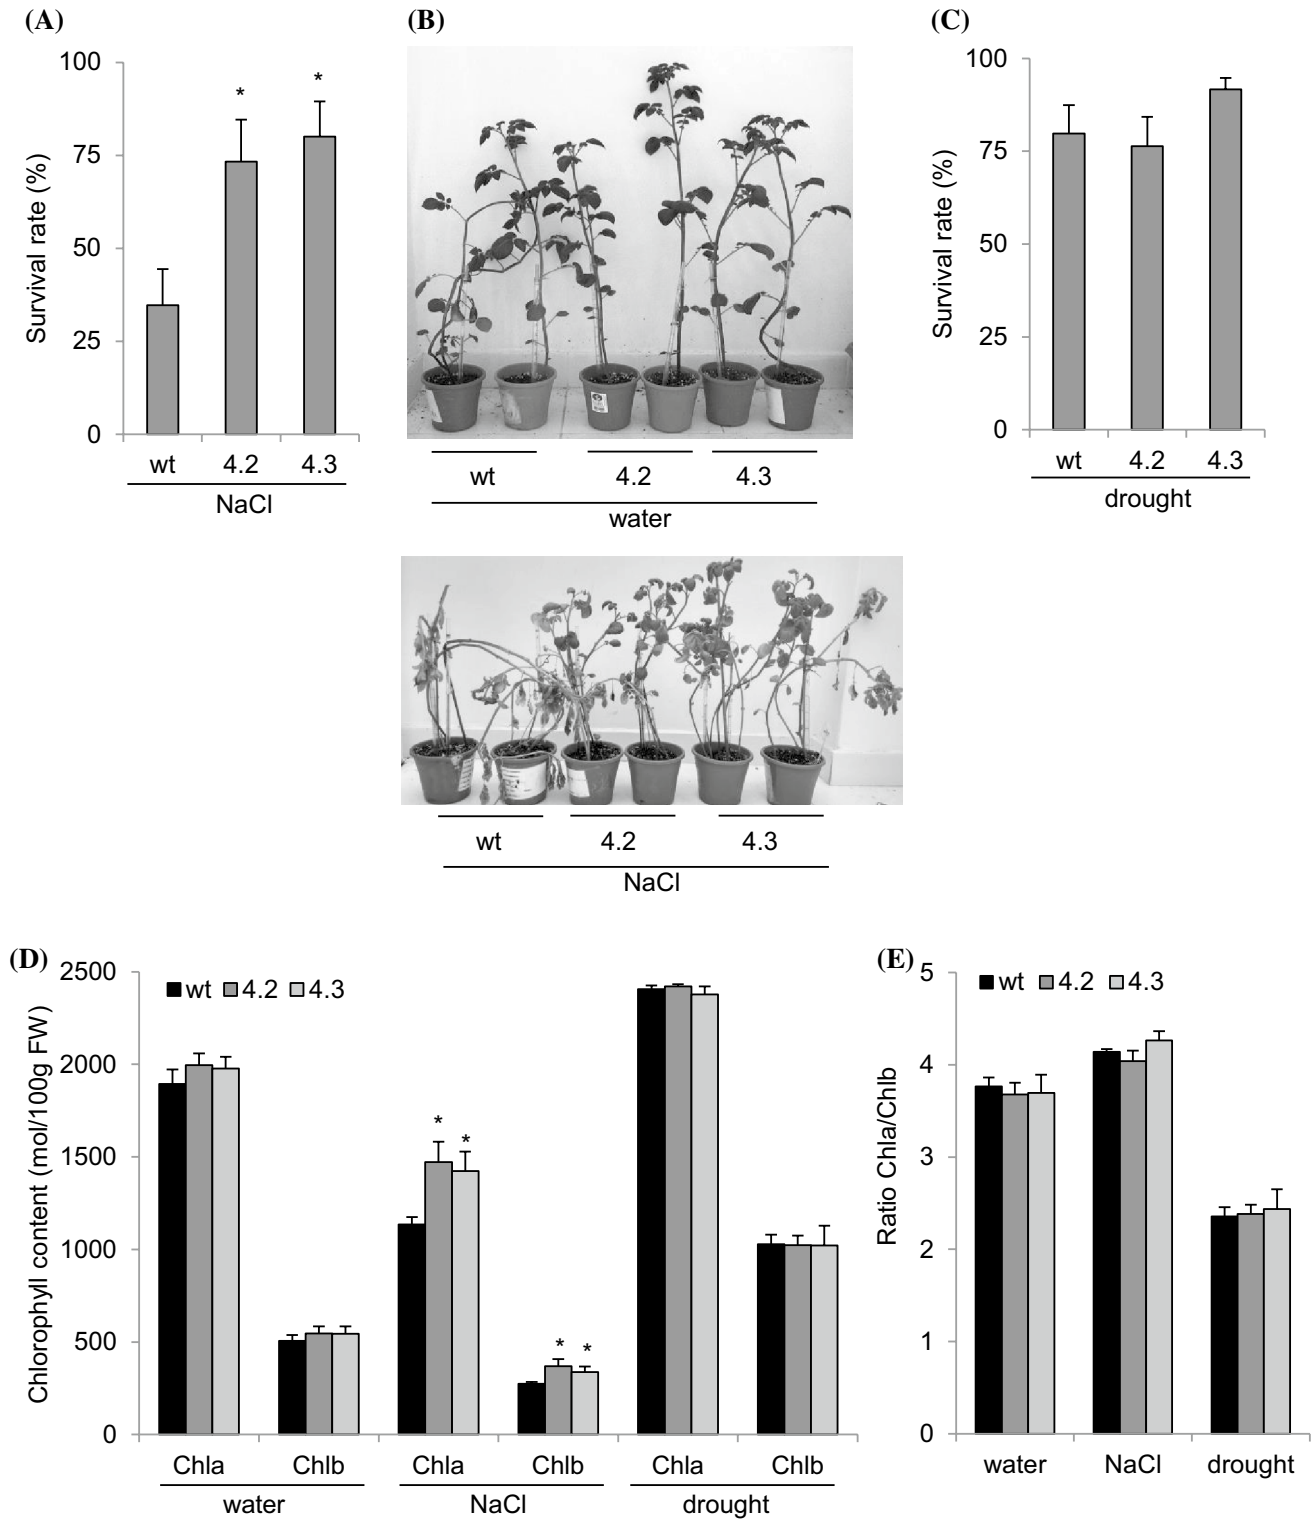 (A)
Survival rate (%)
100
75
50
25
0
* *
wt 4.2 4.3
NaCl
(B)
wt 4.2 4.3
water
wt 4.2 4.3
NaCl
(C)
Survival rate (%)
100
75
50
25
0
wt 4.2 4.3
drought
(D)
Chlorophyll content (mol/100g FW)
2500
2000
1500
1000
500
0
wt 4.2 4.3
* *
* *
Chla Chlb Chla Chlb Chla Chlb
water NaCl drought
(E)
Ratio Chla/Chlb
5
4
3
2
1
0
wt 4.2 4.3
water NaCl drought